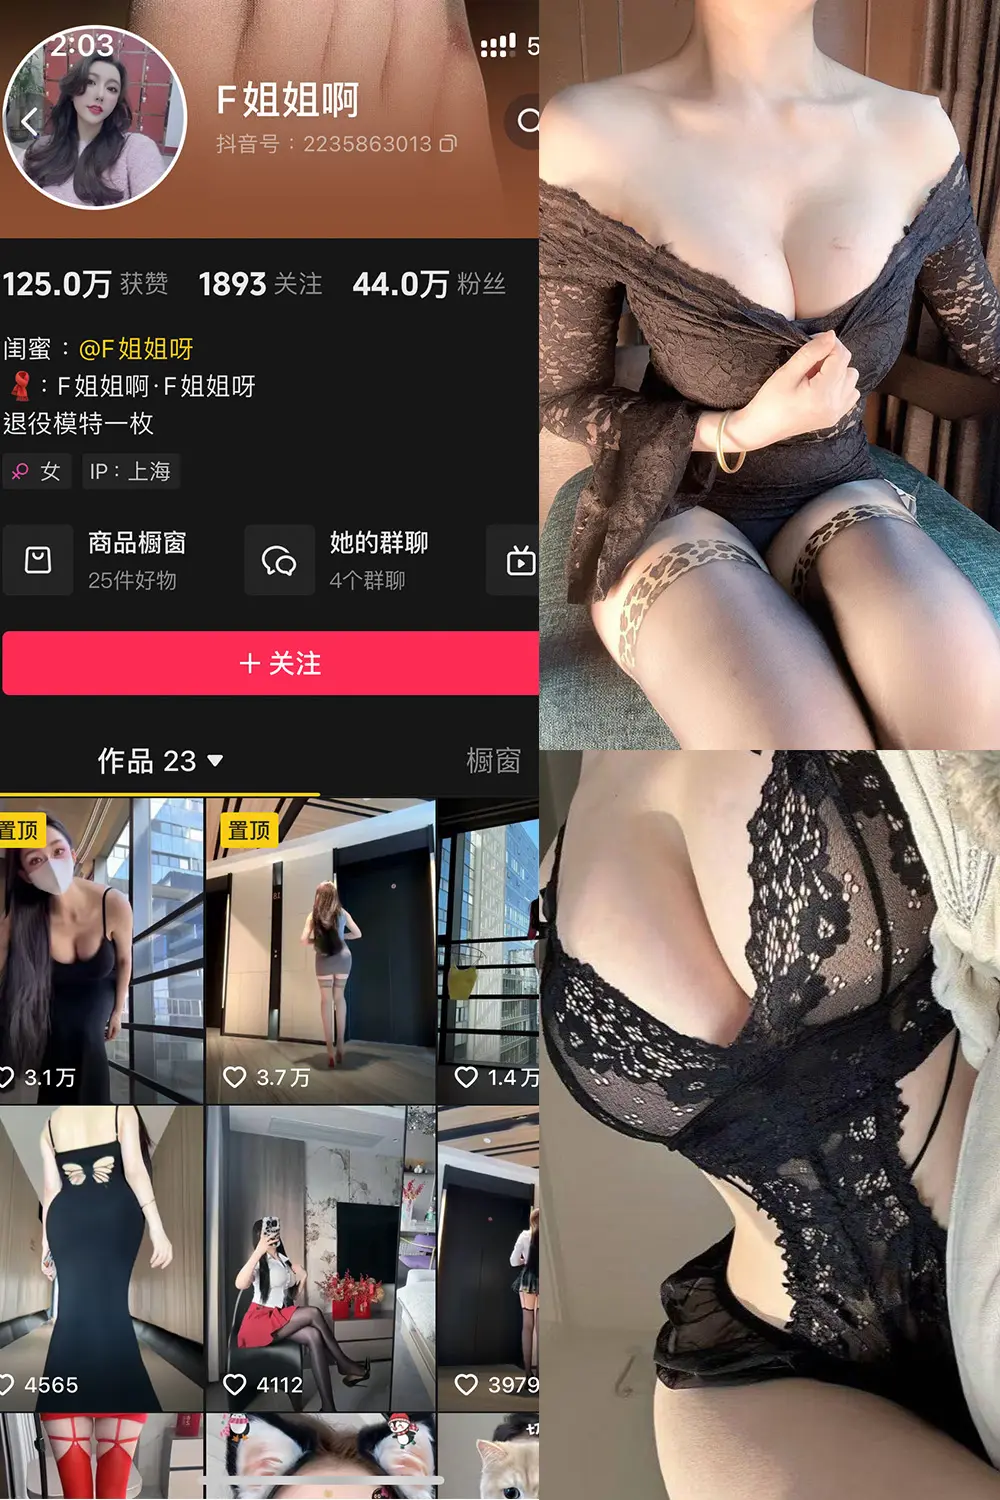 2:03
5
F姐姐啊
抖音号：2235863013
125.0万 获赞 1893 关注 44.0万 粉丝
闺蜜：@F姐姐呀
：F姐姐啊·F姐姐呀
退役模特一枚
女 IP：上海
商品橱窗 她的群聊
25件好物 4个群聊
+ 关注
作品 23 橱窗
置顶 置顶
3.1万 3.7万 1.4万
4565 4112 3979